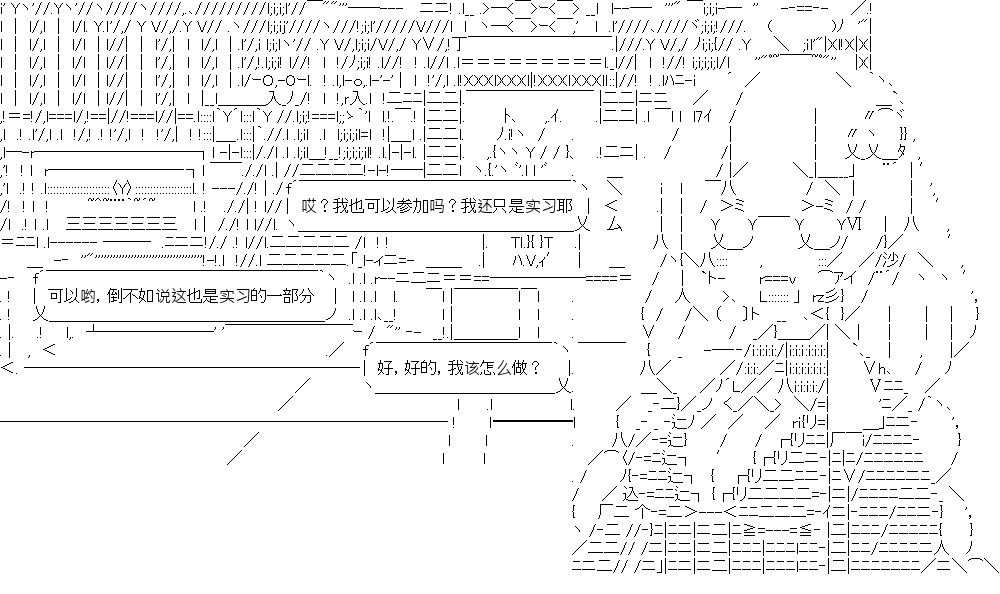 哎？我也可以参加吗？我还只是实习耶
可以哟，倒不如说这也是实习的一部分
好，好的，我该怎么做？